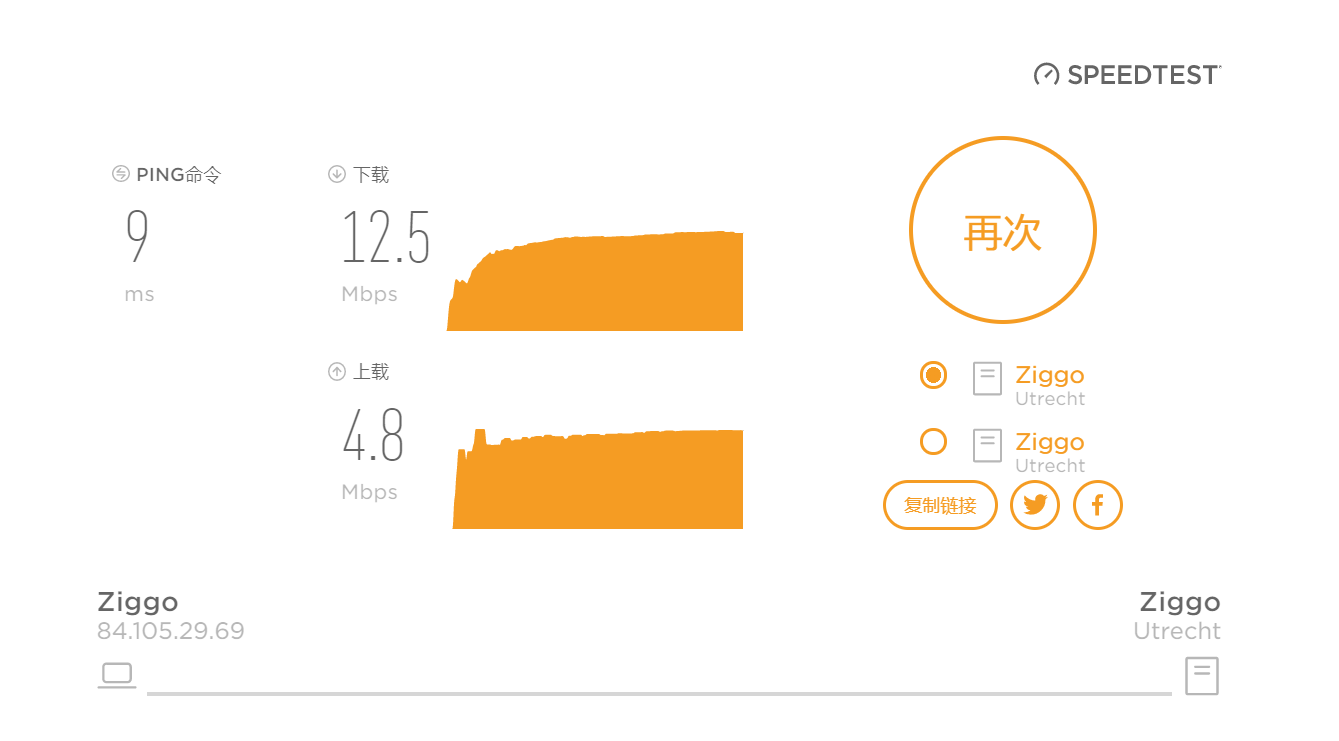 SPEEDTEST
PING命令
9
ms
下载
12.5
Mbps
上载
4.8
Mbps
再次
Ziggo
Utrecht
Ziggo
Utrecht
复制链接
Ziggo
84.105.29.69
Ziggo
Utrecht